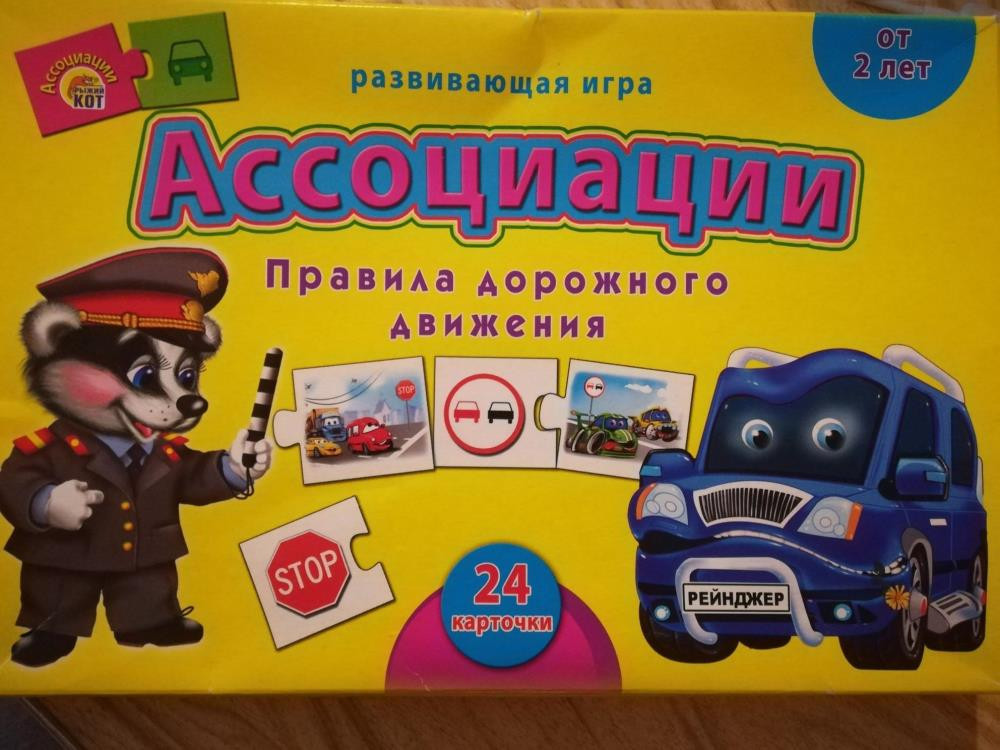 Ассоциации
РЫЖИЙ
КОТ
от
2 лет
развивающая игра
Ассоциации
Правила дорожного
движения
STOP
STOP
24
карточки
РЕЙНДЖЕР